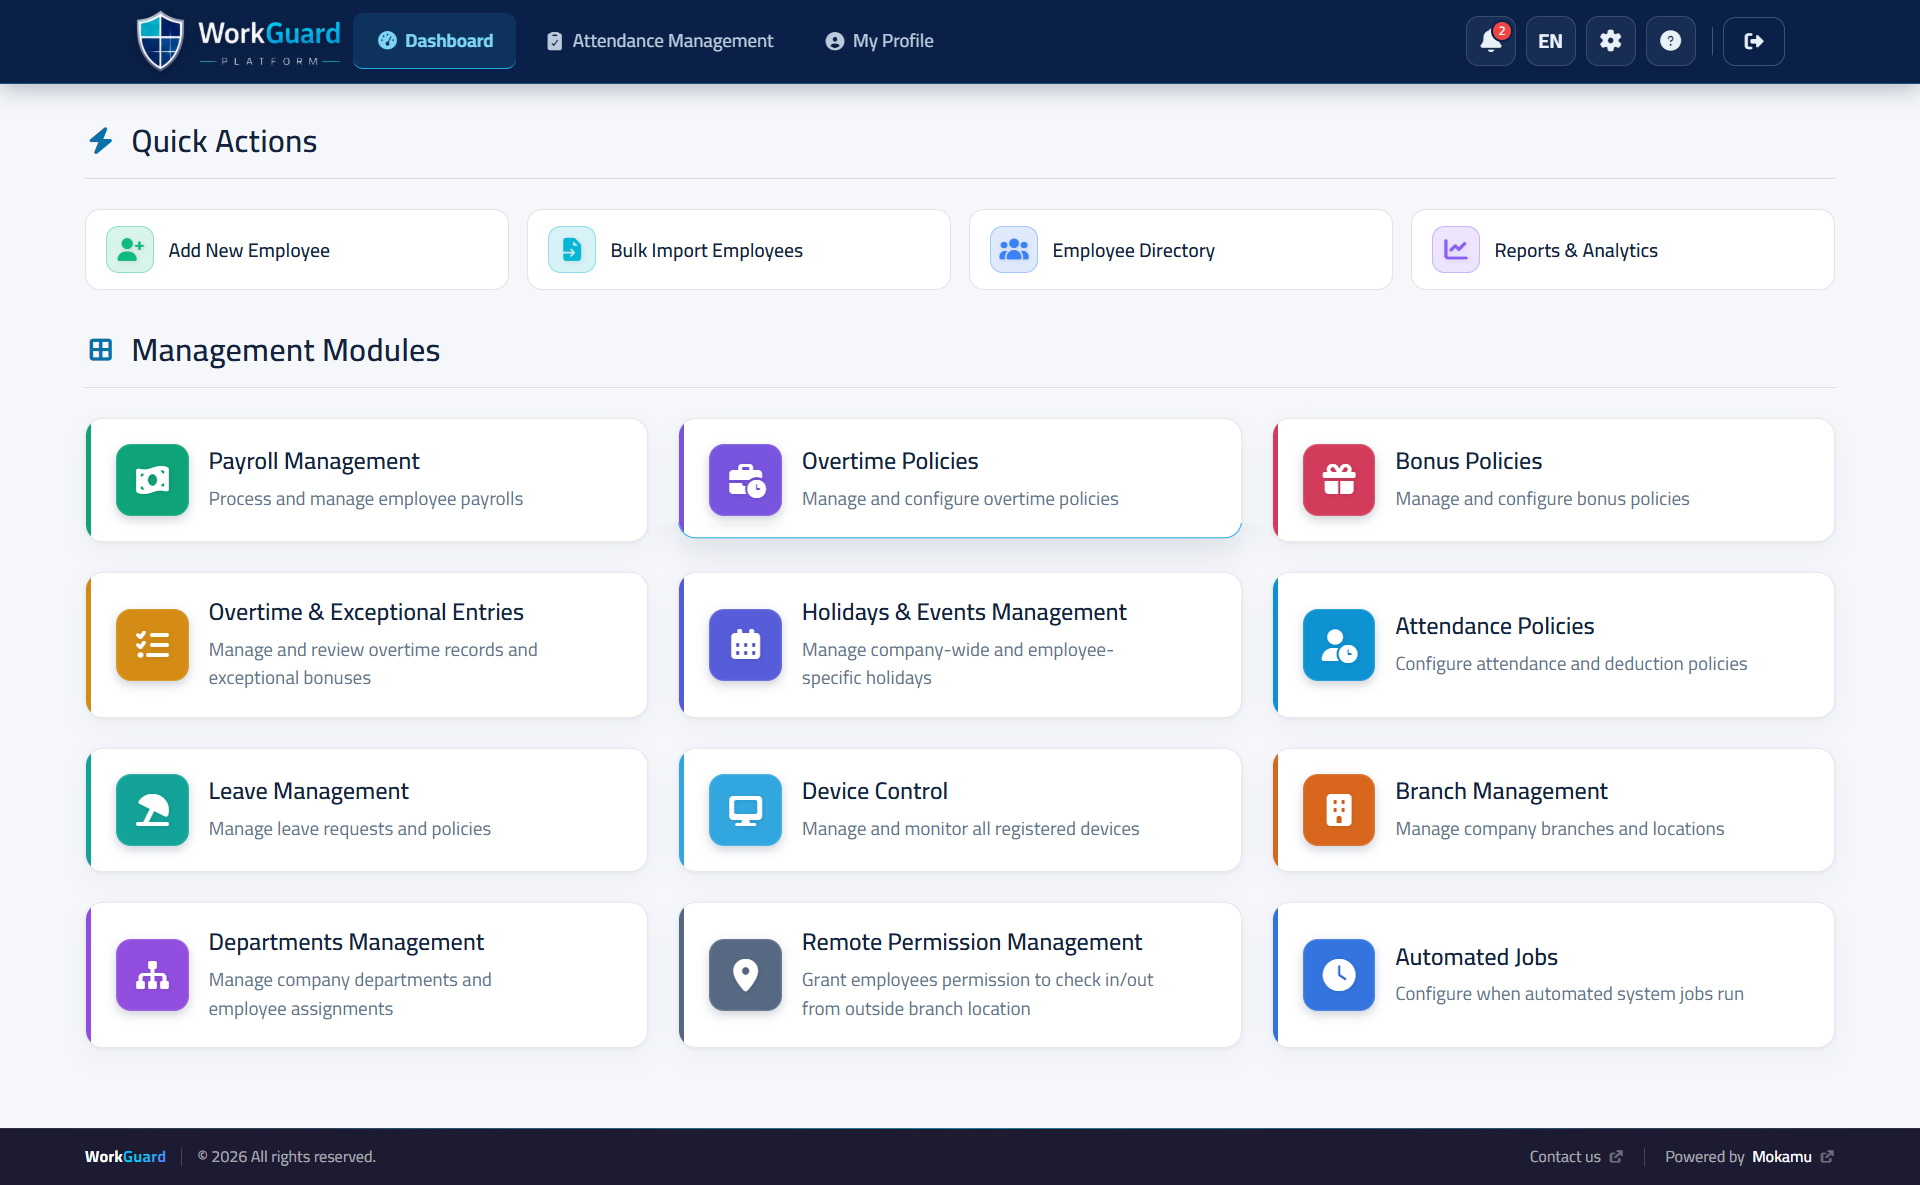 WorkGuard
PLATFORM
Dashboard
Attendance Management
My Profile
2
EN
Quick Actions
Add New Employee
Bulk Import Employees
Employee Directory
Reports & Analytics
Management Modules
Payroll Management
Process and manage employee payrolls
Overtime Policies
Manage and configure overtime policies
Bonus Policies
Manage and configure bonus policies
Overtime & Exceptional Entries
Manage and review overtime records and
exceptional bonuses
Holidays & Events Management
Manage company-wide and employee-
specific holidays
Attendance Policies
Configure attendance and deduction policies
Leave Management
Manage leave requests and policies
Device Control
Manage and monitor all registered devices
Branch Management
Manage company branches and locations
Departments Management
Manage company departments and
employee assignments
Remote Permission Management
Grant employees permission to check in/out
from outside branch location
Automated Jobs
Configure when automated system jobs run
WorkGuard
© 2026 All rights reserved.
Contact us
Powered by Mokamu